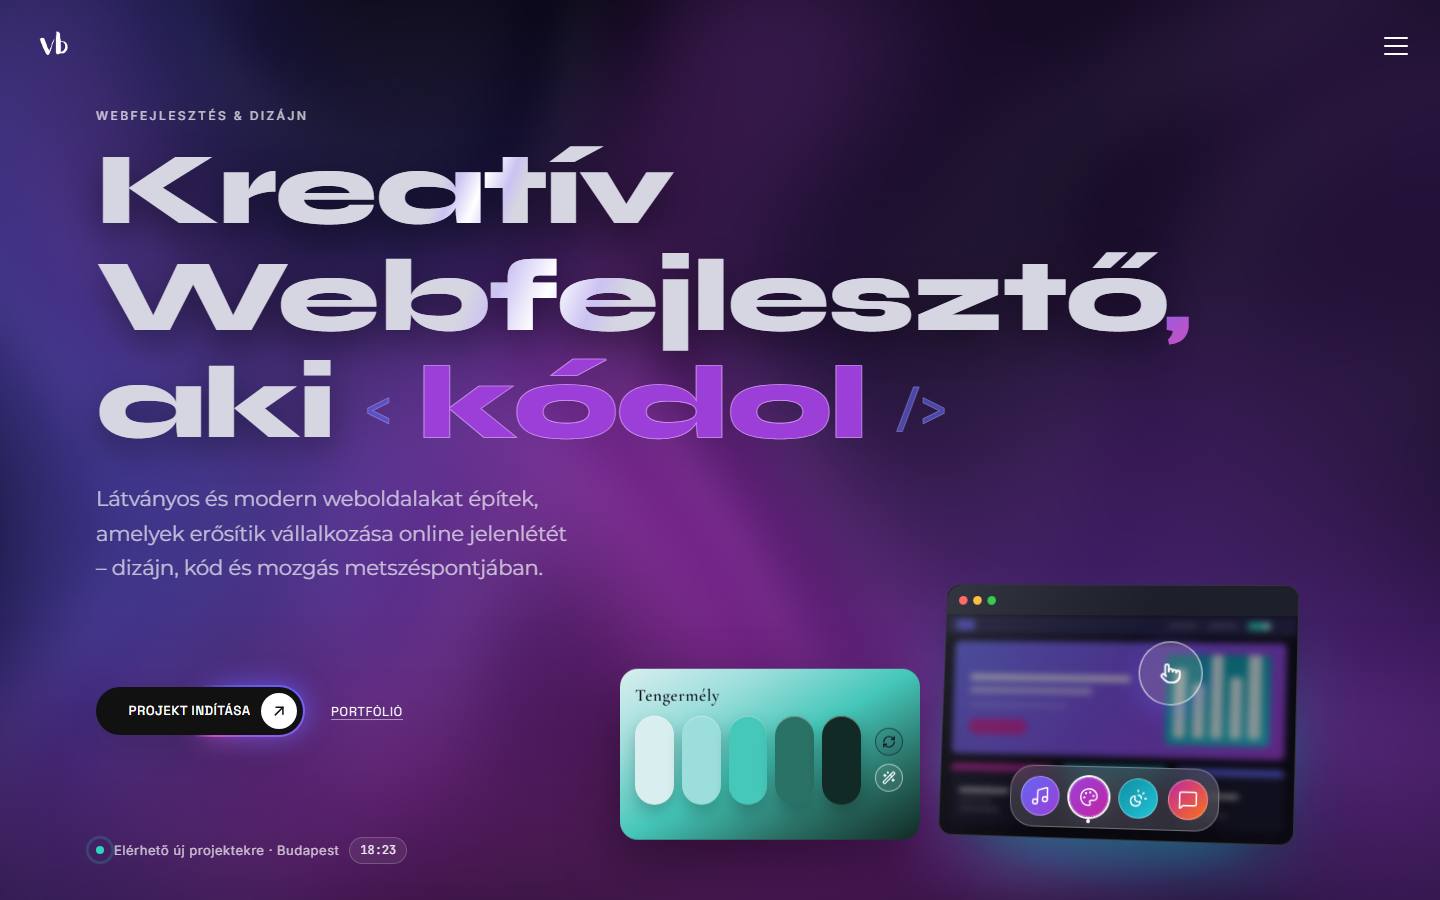 vb
WEBFEJLESZTÉS & DIZÁJN
Kreatív
Webfejlesztő,
aki < kódol />
Látványos és modern weboldalakat építek,
amelyek erősítik vállalkozása online jelenlétét
– dizájn, kód és mozgás metszéspontjában.
PROJEKT INDÍTÁSA
PORTFÓLIÓ
Tengermély
Elérhető új projektekre · Budapest 18:23